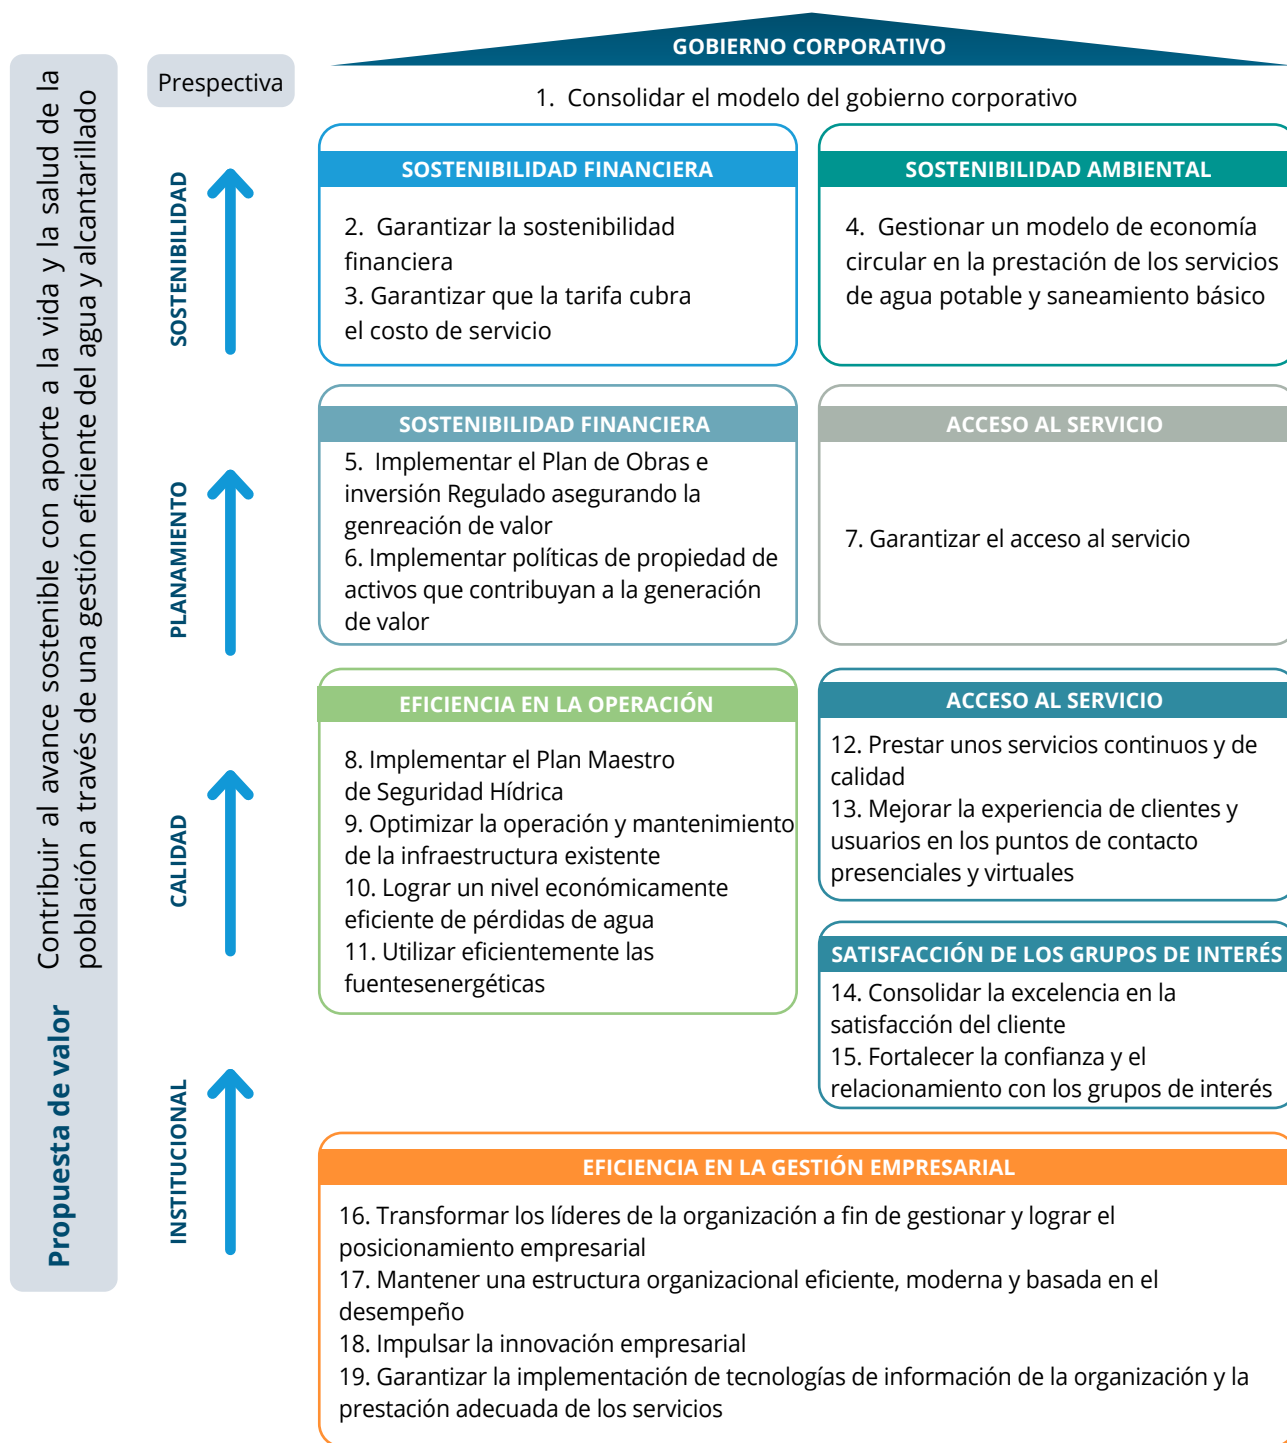 GOBIERNO CORPORATIVO
Prespectiva
1. Consolidar el modelo del gobierno corporativo
Propuesta de valor
Contribuir al avance sostenible con aporte a la vida y la salud de la
población a través de una gestión eficiente del agua y alcantarillado
SOSTENIBILIDAD
SOSTENIBILIDAD FINANCIERA
2. Garantizar la sostenibilidad
financiera
3. Garantizar que la tarifa cubra
el costo de servicio
SOSTENIBILIDAD AMBIENTAL
4. Gestionar un modelo de economía
circular en la prestación de los servicios
de agua potable y saneamiento básico
PLANAMIENTO
SOSTENIBILIDAD FINANCIERA
5. Implementar el Plan de Obras e
inversión Regulado asegurando la
genreación de valor
6. Implementar políticas de propiedad de
activos que contribuyan a la generación
de valor
ACCESO AL SERVICIO
7. Garantizar el acceso al servicio
CALIDAD
EFICIENCIA EN LA OPERACIÓN
8. Implementar el Plan Maestro
de Seguridad Hídrica
9. Optimizar la operación y mantenimiento
de la infraestructura existente
10. Lograr un nivel económicamente
eficiente de pérdidas de agua
11. Utilizar eficientemente las
fuentesenergéticas
ACCESO AL SERVICIO
12. Prestar unos servicios continuos y de
calidad
13. Mejorar la experiencia de clientes y
usuarios en los puntos de contacto
presenciales y virtuales
SATISFACCIÓN DE LOS GRUPOS DE INTERÉS
14. Consolidar la excelencia en la
satisfacción del cliente
15. Fortalecer la confianza y el
relacionamiento con los grupos de interés
INSTITUCIONAL
EFICIENCIA EN LA GESTIÓN EMPRESARIAL
16. Transformar los líderes de la organización a fin de gestionar y lograr el
posicionamiento empresarial
17. Mantener una estructura organizacional eficiente, moderna y basada en el
desempeño
18. Impulsar la innovación empresarial
19. Garantizar la implementación de tecnologías de información de la organización y la
prestación adecuada de los servicios